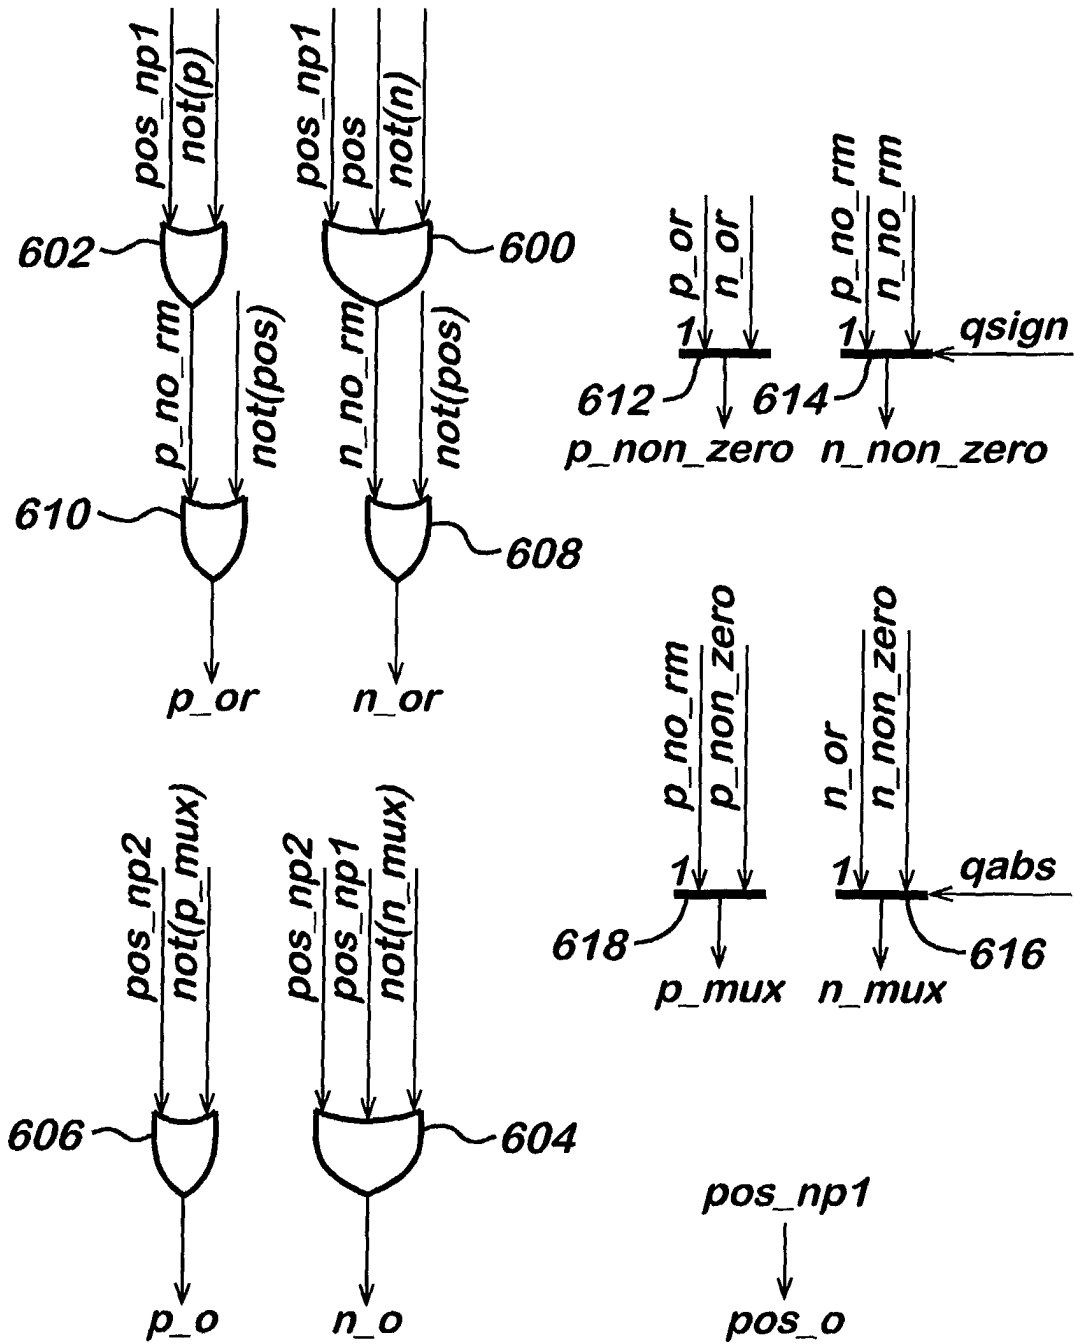 pos_np1
not(p)
pos_np1
pos
not(n)
602
600
p_no_rm
not(pos)
n_no_rm
not(pos)
610
608
p_or
n_or
p_or
n_or
p_no_rm
n_no_rm
1
1
qsign
612
614
p_non_zero
n_non_zero
p_no_rm
p_non_zero
n_or
n_non_zero
1
1
qabs
618
616
p_mux
n_mux
pos_np2
not(p_mux)
pos_np2
pos_np1
not(n_mux)
606
604
p_o
n_o
pos_np1
pos_o